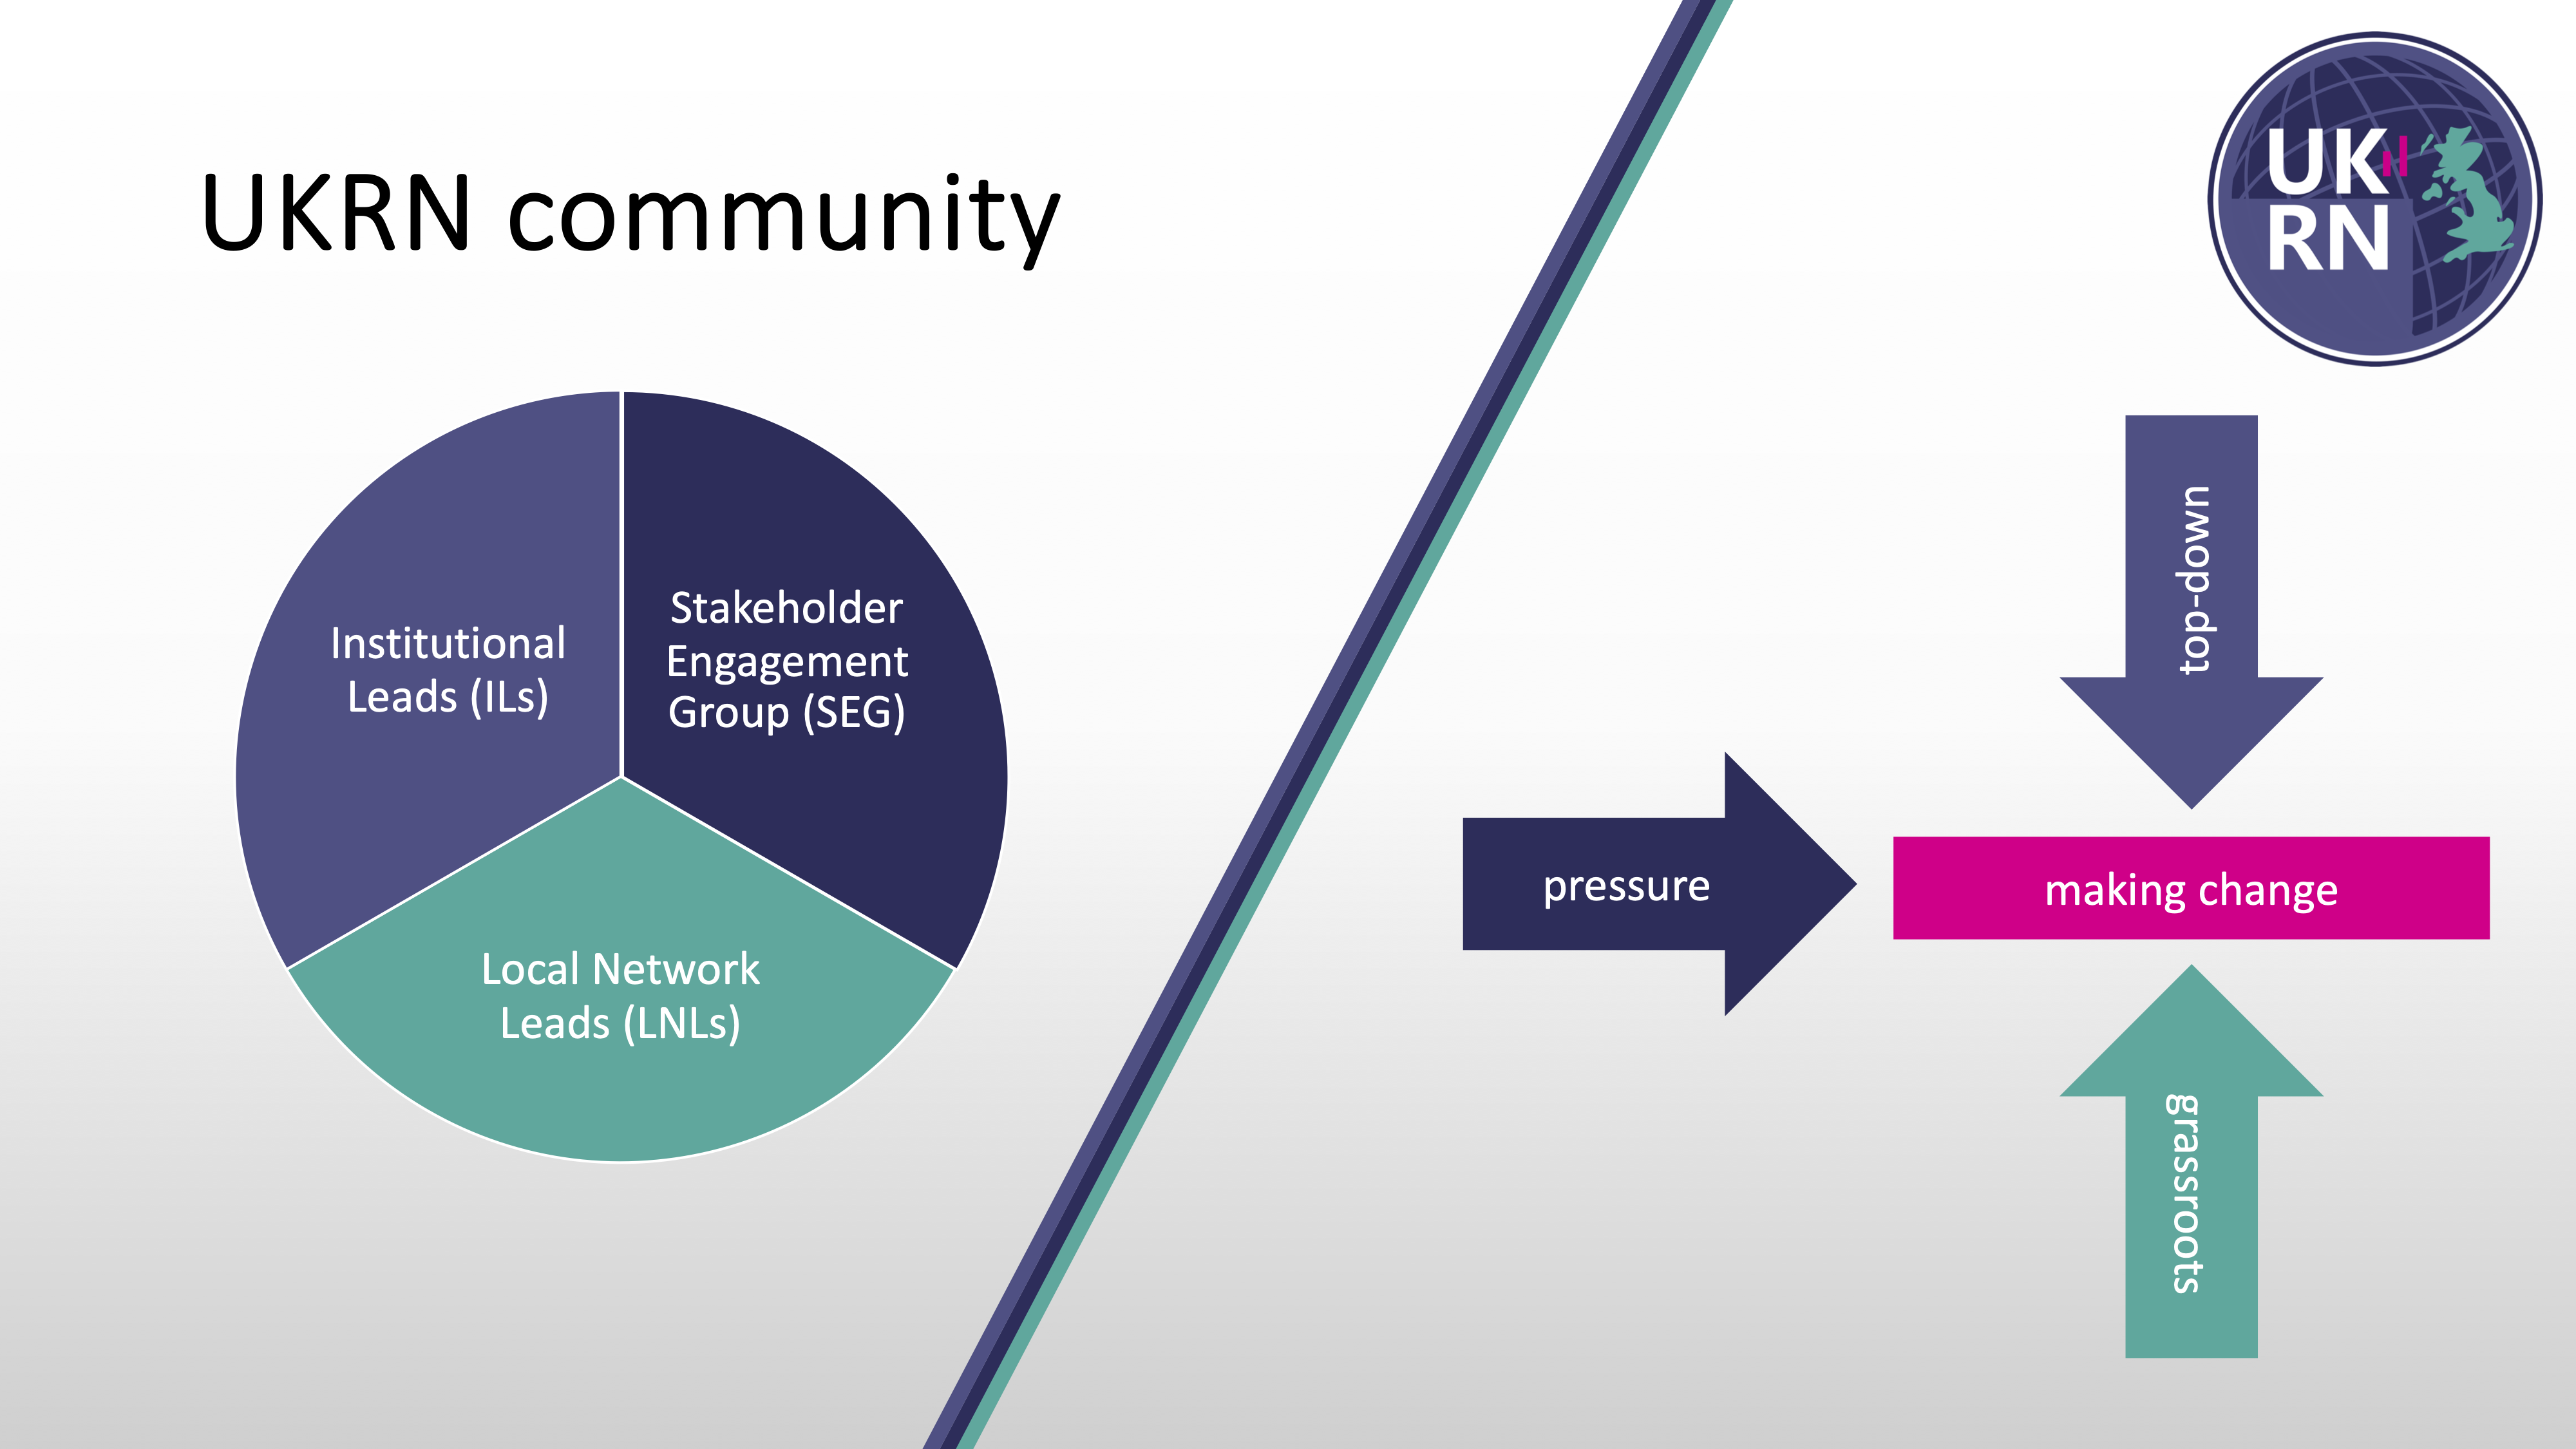 UKRN community
UK
RN
Institutional
Leads (ILs)
Stakeholder
Engagement
Group (SEG)
Local Network
Leads (LNLs)
top-down
pressure
making change
grassroots